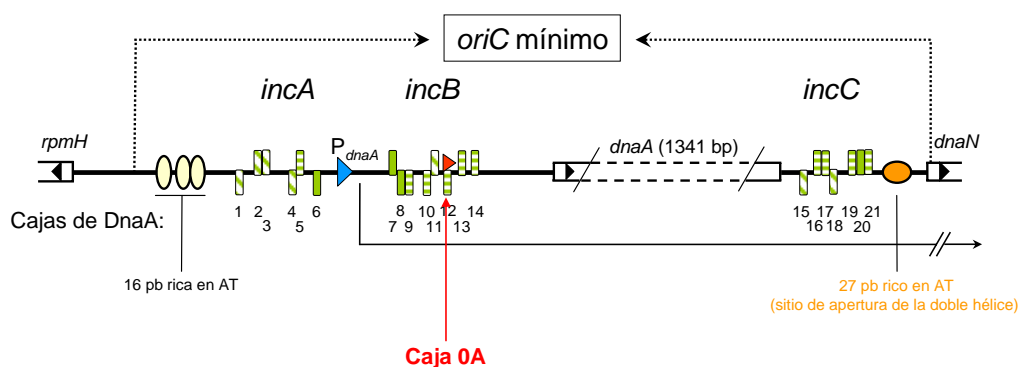 oriC mínimo
incA incB incC
rpmH P dnaA dnaA (1341 bp) dnaN
Cajas de DnaA: 1 2 3 4 5 6 7 8 9 10 11 12 13 14 15 16 17 18 19 20 21
16 pb rica en AT
27 pb rico en AT
(sitio de apertura de la doble hélice)
Caja 0A